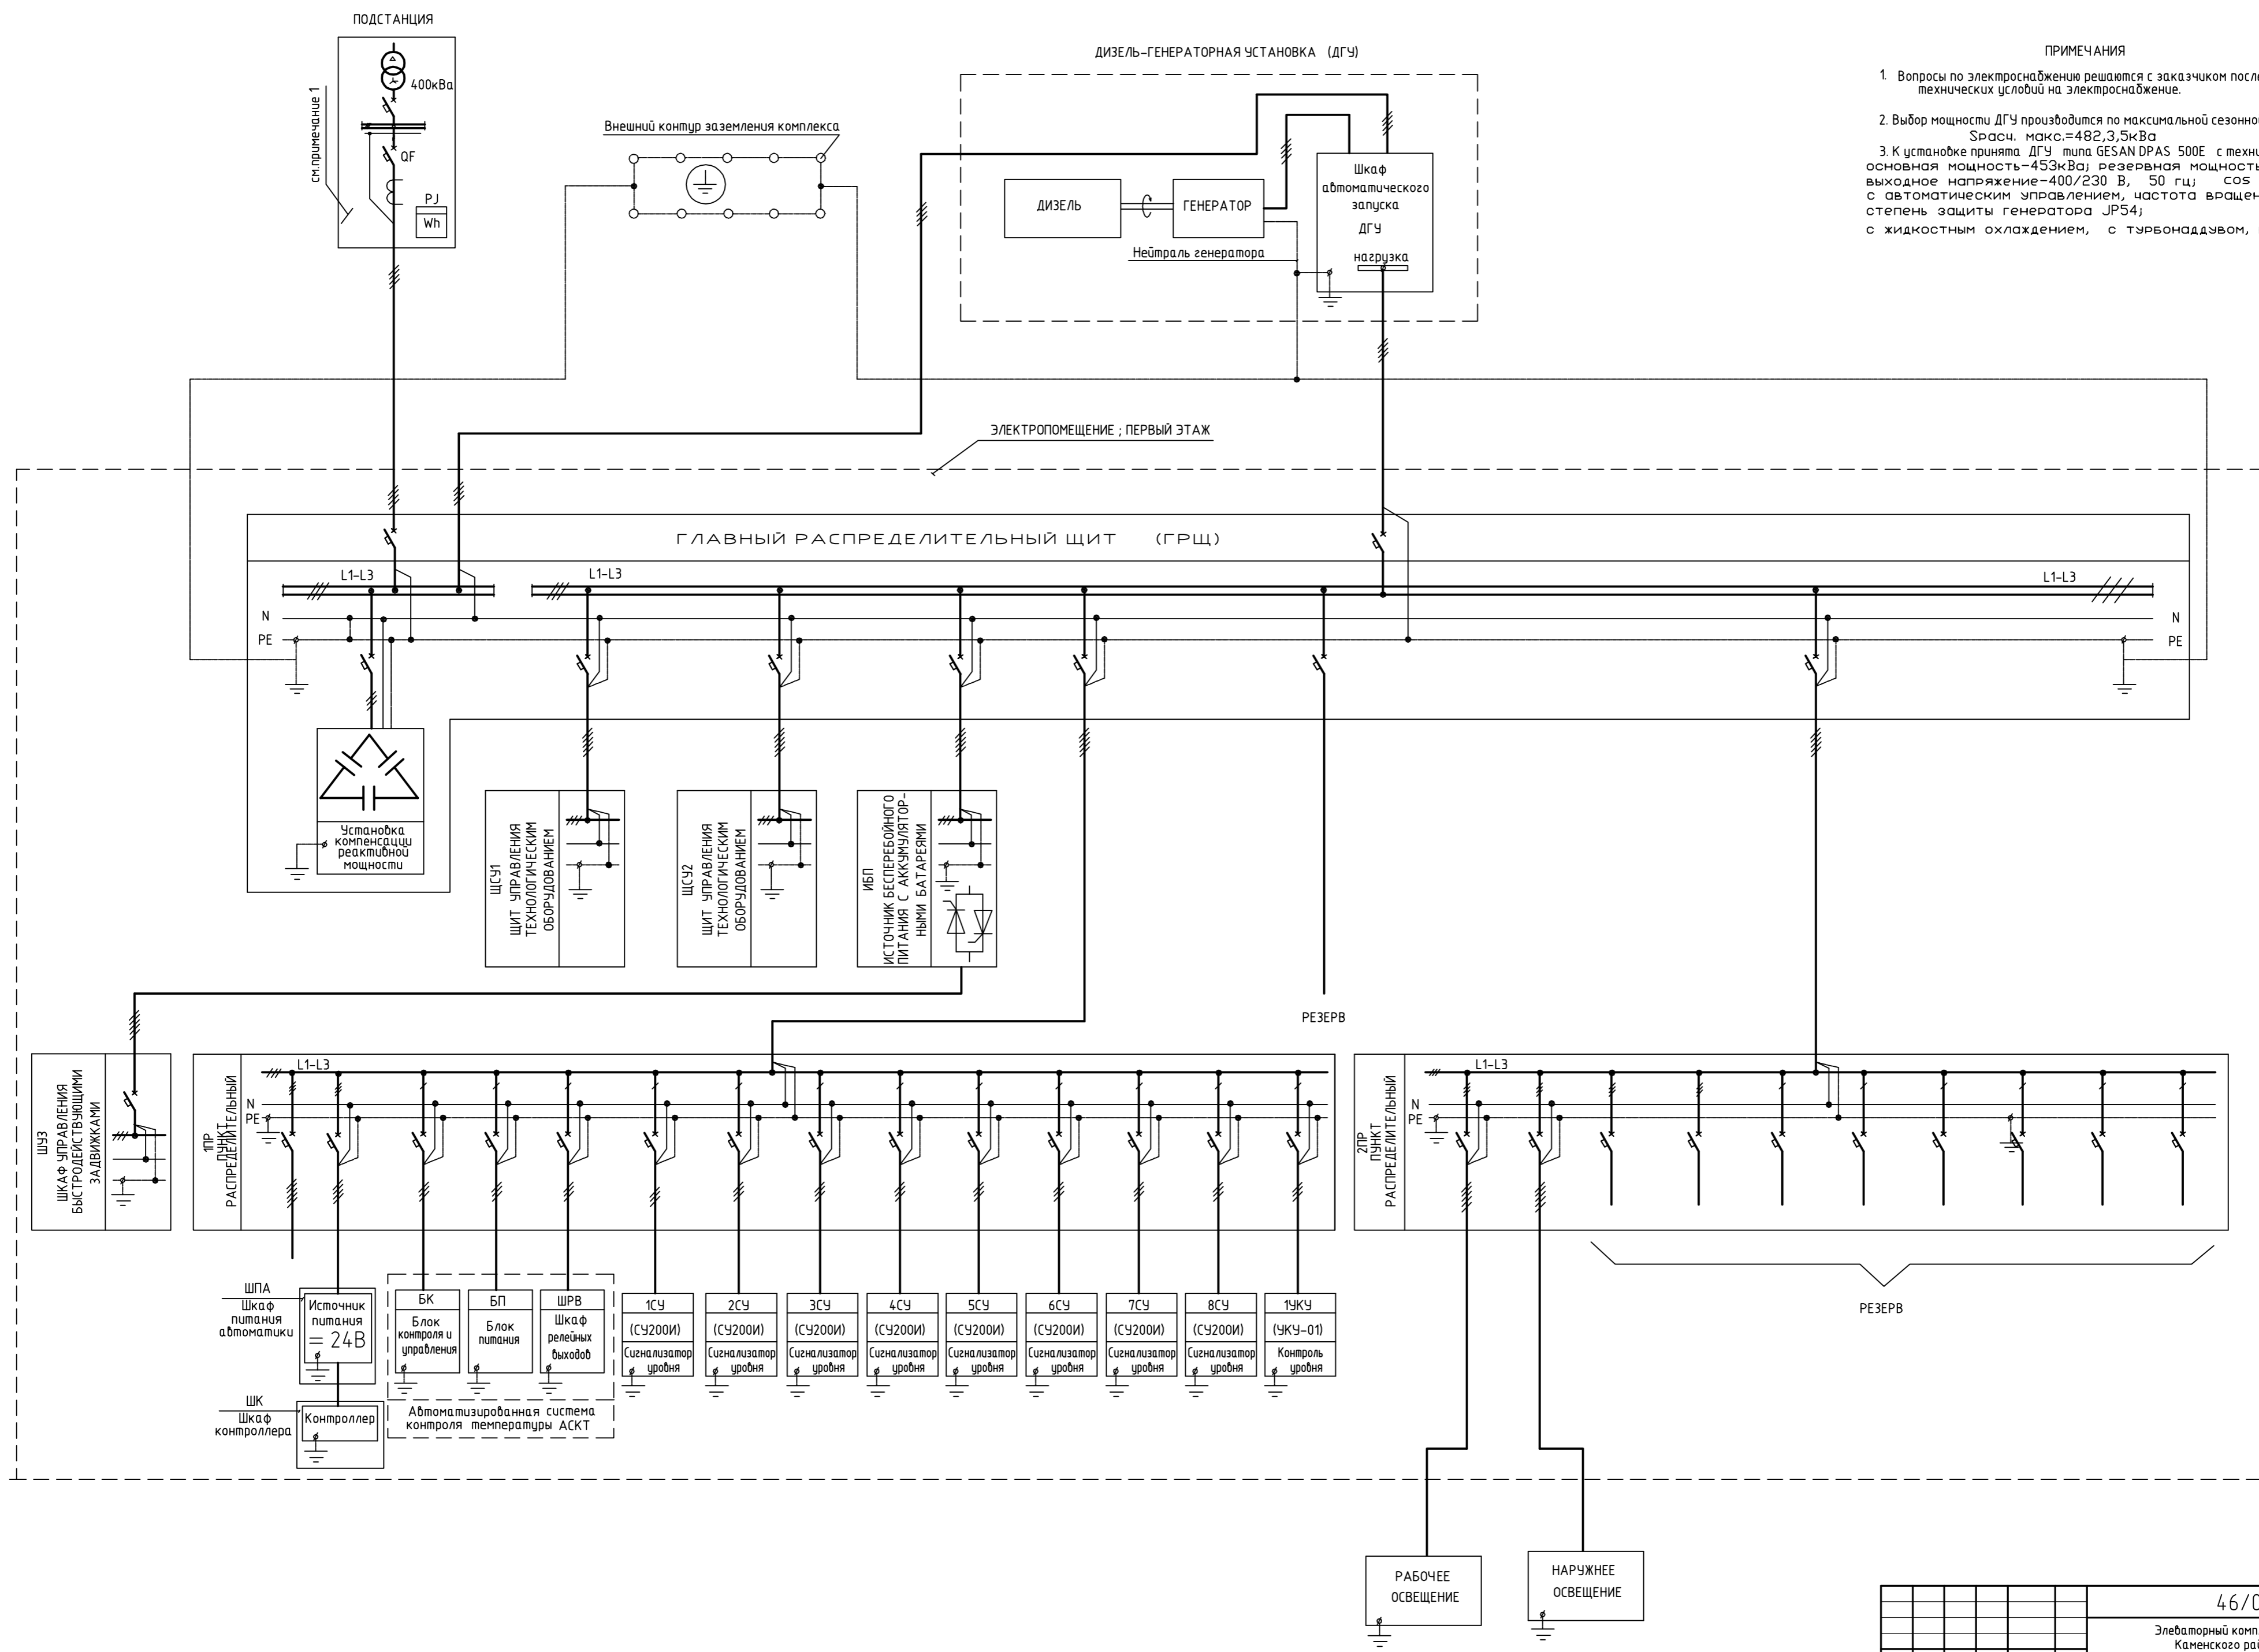 ПОДСТАНЦИЯ
400кВа
см.примечание 1
QF
PJ
Wh
Внешний контур заземления комплекса
ДИЗЕЛЬ-ГЕНЕРАТОРНАЯ УСТАНОВКА (ДГУ)
ДИЗЕЛЬ
ГЕНЕРАТОР
Нейтраль генератора
Шкаф
автоматического
запуска
ДГУ
нагрузка
ПРИМЕЧАНИЯ
1. Вопросы по электроснабжению решаются с заказчиком после
технических условий на электроснабжение.
2. Выбор мощности ДГУ производится по максимальной сезонной
Sрасч. макс.=482,3,5кВа
3. К установке принята ДГУ типа GESAN DPAS 500E с техни
основная мощность-453кВа; резервная мощность
выходное напряжение-400/230 В, 50 гц; cos
с автоматическим управлением, частота вращен
степень защиты генератора JP54;
с жидкостным охлаждением, с турбонаддувом,
ЭЛЕКТРОПОМЕЩЕНИЕ ; ПЕРВЫЙ ЭТАЖ
ГЛАВНЫЙ РАСПРЕДЕЛИТЕЛЬНЫЙ ЩИТ (ГРЩ)
L1-L3
L1-L3
L1-L3
N
N
PE
PE
Установка
компенсации
реактивной
мощности
ЩСУ1
ЩИТ УПРАВЛЕНИЯ
ТЕХНОЛОГИЧЕСКИМ
ОБОРУДОВАНИЕМ
ЩСУ2
ЩИТ УПРАВЛЕНИЯ
ТЕХНОЛОГИЧЕСКИМ
ОБОРУДОВАНИЕМ
ИБП
ИСТОЧНИК БЕСПЕРЕБОЙНОГО
ПИТАНИЯ С АККУМУЛЯТОР-
НЫМИ БАТАРЕЯМИ
РЕЗЕРВ
ШУЗ
ШКАФ УПРАВЛЕНИЯ
БЫСТРОДЕЙСТВУЮЩИМИ
ЗАДВИЖКАМИ
1ПР
ПУНКТ
РАСПРЕДЕЛИТЕЛЬНЫЙ
L1-L3
N
PE
2ПР
ПУНКТ
РАСПРЕДЕЛИТЕЛЬНЫЙ
L1-L3
N
PE
РЕЗЕРВ
ШПА
Шкаф
питания
автоматики
Источник
питания
= 24В
ШК
Шкаф
контроллера
Контроллер
БК
Блок
контроля и
управления
БП
Блок
питания
ШРВ
Шкаф
релейных
выходов
Автоматизированная система
контроля температуры АСКТ
1СУ
(СУ200И)
Сигнализатор
уровня
2СУ
(СУ200И)
Сигнализатор
уровня
3СУ
(СУ200И)
Сигнализатор
уровня
4СУ
(СУ200И)
Сигнализатор
уровня
5СУ
(СУ200И)
Сигнализатор
уровня
6СУ
(СУ200И)
Сигнализатор
уровня
7СУ
(СУ200И)
Сигнализатор
уровня
8СУ
(СУ200И)
Сигнализатор
уровня
1УКУ
(УКУ-01)
Контроль
уровня
РАБОЧЕЕ
ОСВЕЩЕНИЕ
НАРУЖНЕЕ
ОСВЕЩЕНИЕ
46/0
Элеваторный комп
Каменского рай